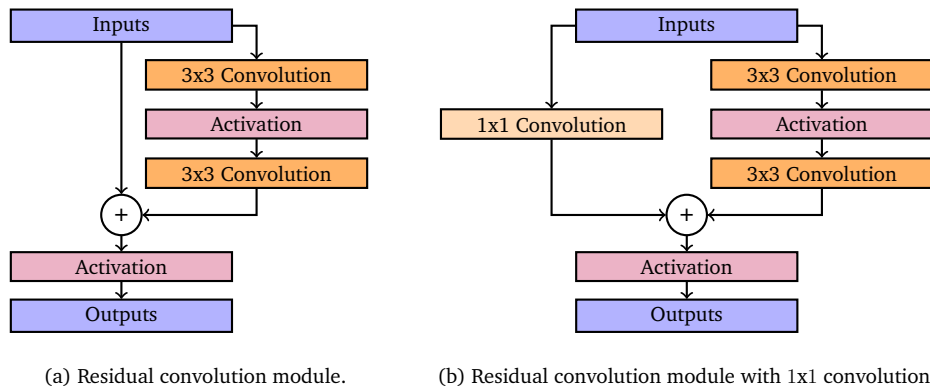 Inputs
3x3 Convolution
Activation
3x3 Convolution
+
Activation
Outputs
(a) Residual convolution module.
Inputs
3x3 Convolution
1x1 Convolution
Activation
3x3 Convolution
+
Activation
Outputs
(b) Residual convolution module with 1x1 convolution